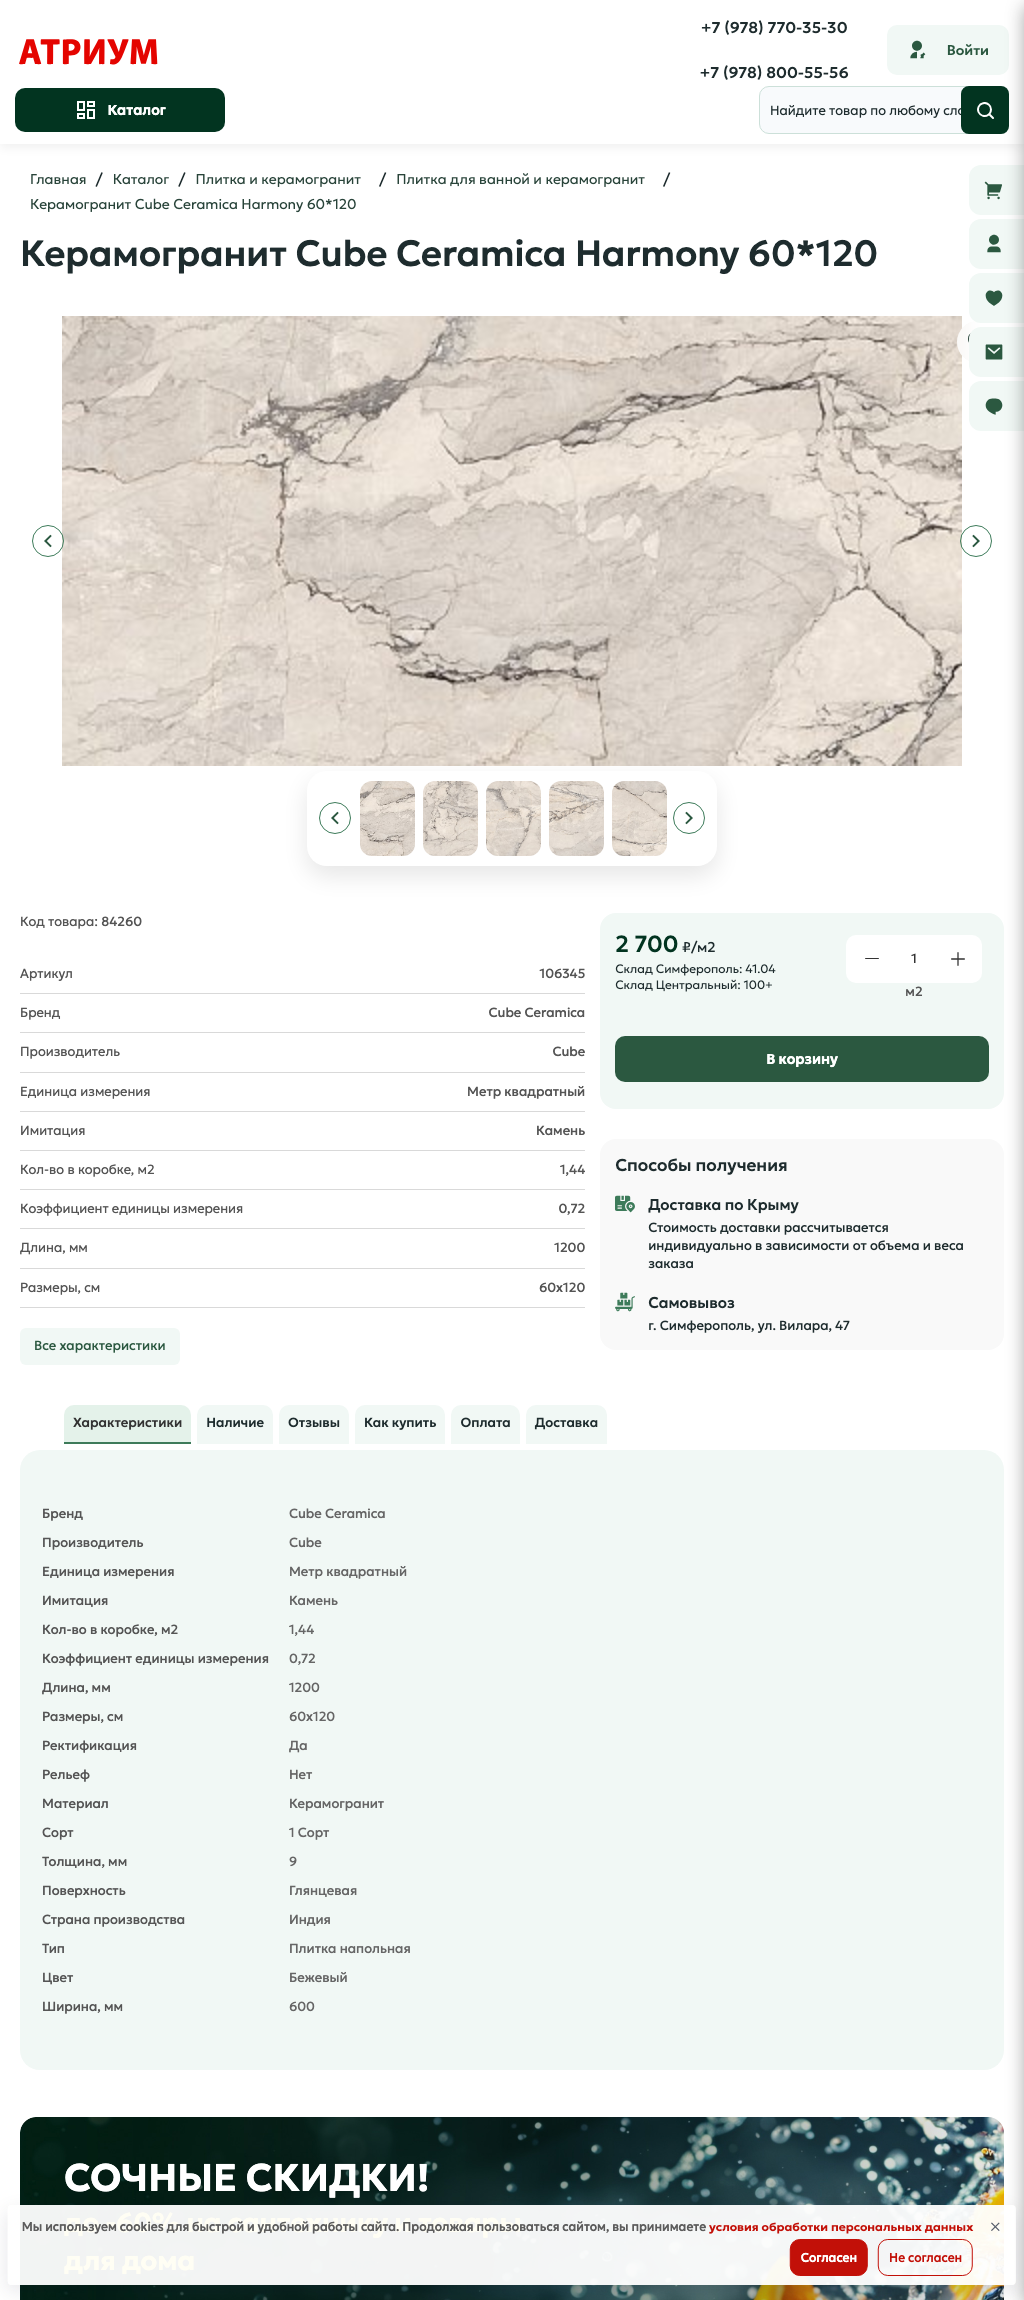 +7 (978) 770-35-30
АТРИУМ
Войти
+7 (978) 800-55-56
Каталог
Найдите товар по любому сло
Главная / Каталог / Плитка и керамогранит / Плитка для ванной и керамогранит /
Керамогранит Cube Ceramica Harmony 60*120
Керамогранит Cube Ceramica Harmony 60*120
Код товара: 84260
Артикул 106345
Бренд Cube Ceramica
Производитель Cube
Единица измерения Метр квадратный
Имитация Камень
Кол-во в коробке, м2 1,44
Коэффициент единицы измерения 0,72
Длина, мм 1200
Размеры, см 60х120
Все характеристики
2 700 ₽/м2
Склад Симферополь: 41.04
Склад Центральный: 100+
1
м2
В корзину
Способы получения
Доставка по Крыму
Стоимость доставки рассчитывается
индивидуально в зависимости от объема и веса
заказа
Самовывоз
г. Симферополь, ул. Вилара, 47
Характеристики Наличие Отзывы Как купить Оплата Доставка
Бренд Cube Ceramica
Производитель Cube
Единица измерения Метр квадратный
Имитация Камень
Кол-во в коробке, м2 1,44
Коэффициент единицы измерения 0,72
Длина, мм 1200
Размеры, см 60х120
Ректификация Да
Рельеф Нет
Материал Керамогранит
Сорт 1 Сорт
Толщина, мм 9
Поверхность Глянцевая
Страна производства Индия
Тип Плитка напольная
Цвет Бежевый
Ширина, мм 600
СОЧНЫЕ СКИДКИ!
Мы используем cookies для быстрой и удобной работы сайта. Продолжая пользоваться сайтом, вы принимаете условия обработки персональных данных
для дома
Согласен Не согласен